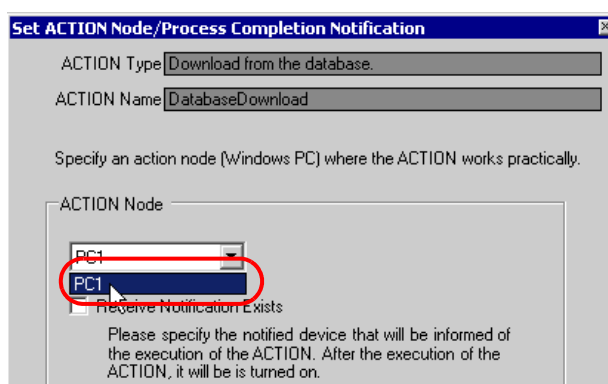 Set ACTION Node/Process Completion Notification
ACTION Type Download from the database.
ACTION Name DatabaseDownload
Specify an action node (Windows PC) where the ACTION works practically.
ACTION Node
PC1
PC1
Receive Notification Exists
Please specify the notified device that will be informed of
the execution of the ACTION. After the execution of the
ACTION, it will be is turned on.